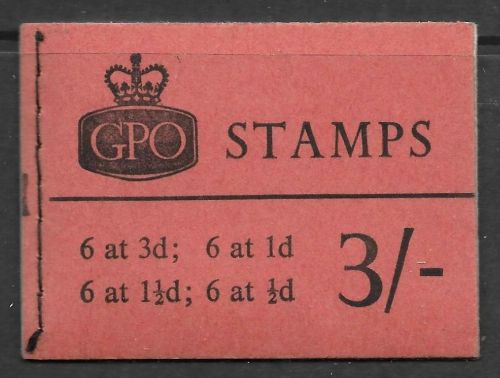 GPO STAMPS
6 at 3d; 6 at 1d
6 at 1½d; 6 at ½d
3/-